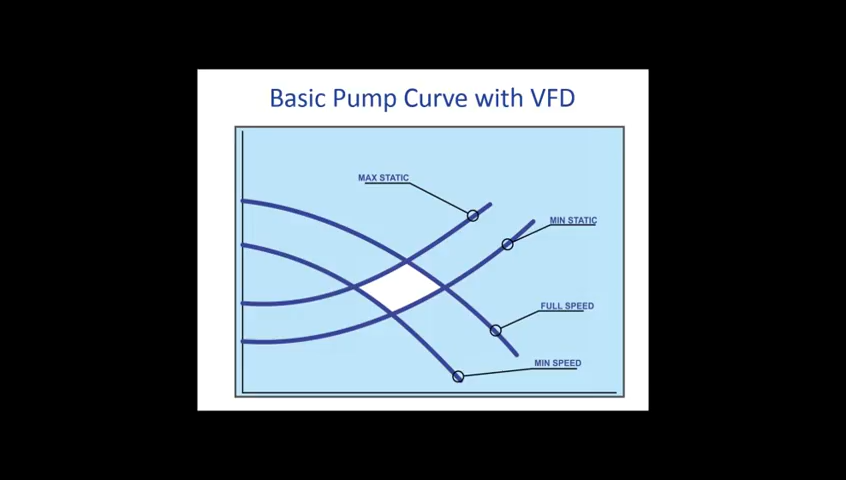 Basic Pump Curve with VFD
MAX STATIC
MIN STATIC
FULL SPEED
MIN SPEED